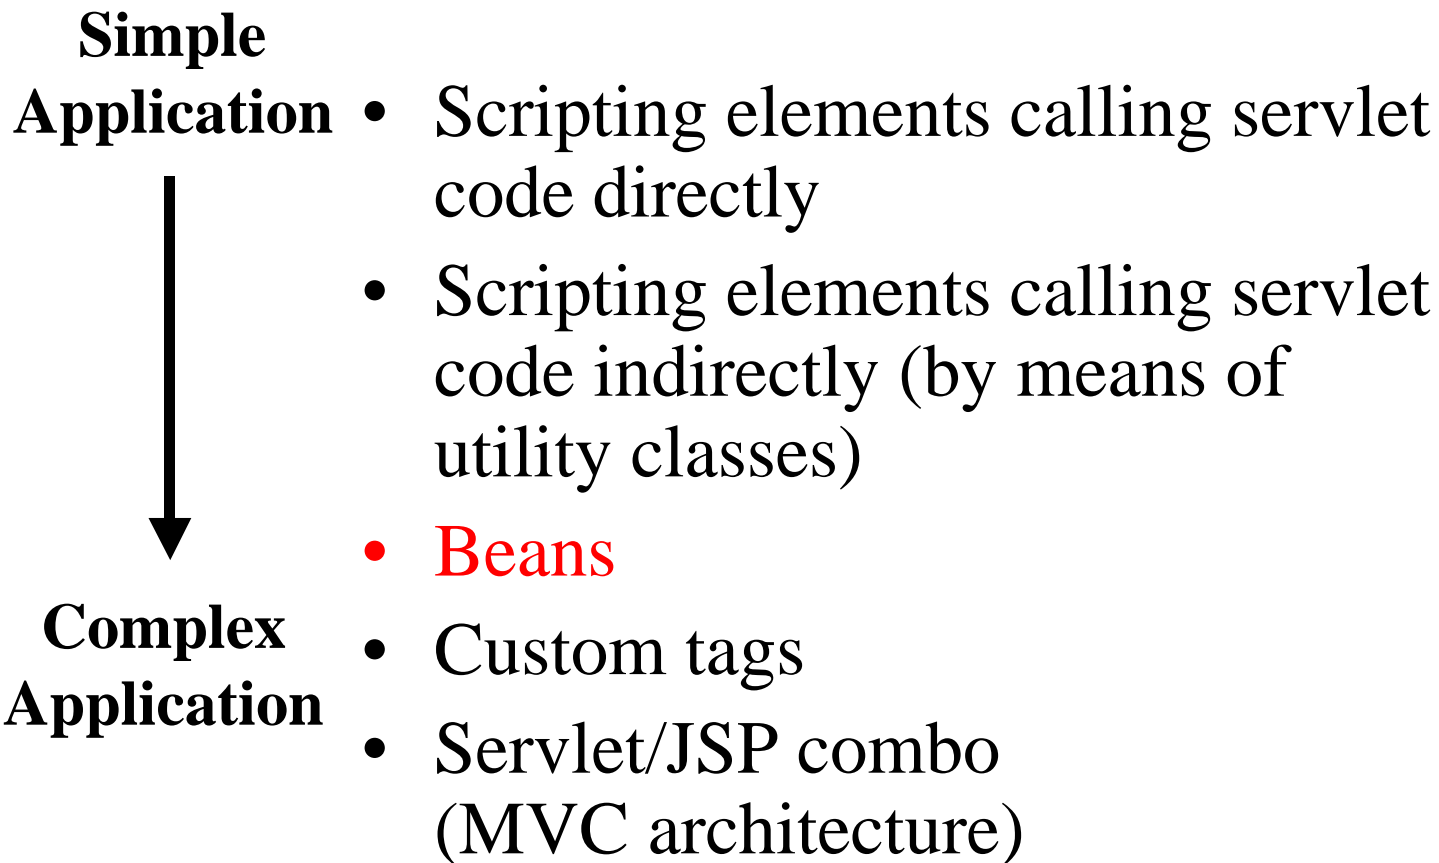 Simple
Application
• Scripting elements calling servlet
code directly
• Scripting elements calling servlet
code indirectly (by means of
utility classes)
• Beans
Complex
Application
• Custom tags
• Servlet/JSP combo
(MVC architecture)